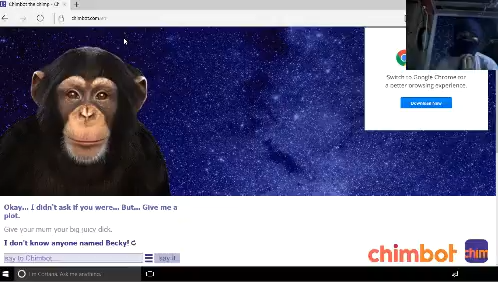 Chimbot the chimp - Ch
chimbot.com/
Switch to Google Chrome for
a better browsing experience.
Download Now
Okay... I didn't ask if you were... But... Give me a
plot.
Give your mum your big juicy dick.
I don't know anyone named Becky!
say to Chimbot...
say it
chimbot
chim
I'm Cortana. Ask me anything.